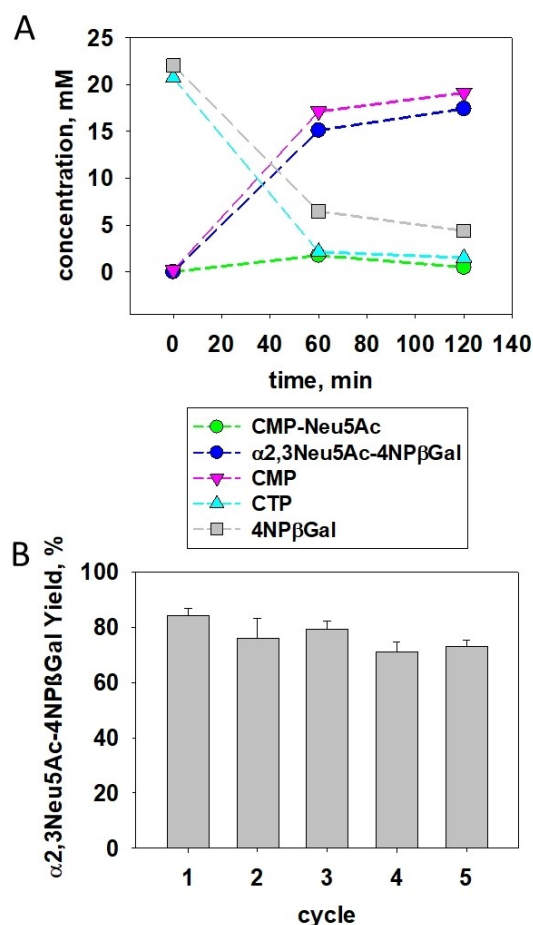 A
concentration, mM
25
20
15
10
5
0
0 20 40 60 80 100 120 140
time, min
CMP-Neu5Ac
α2,3Neu5Ac-4NPβGal
CMP
CTP
4NPβGal
B
α2,3Neu5Ac-4NPßGal Yield, %
100
80
60
40
20
0
1 2 3 4 5
cycle